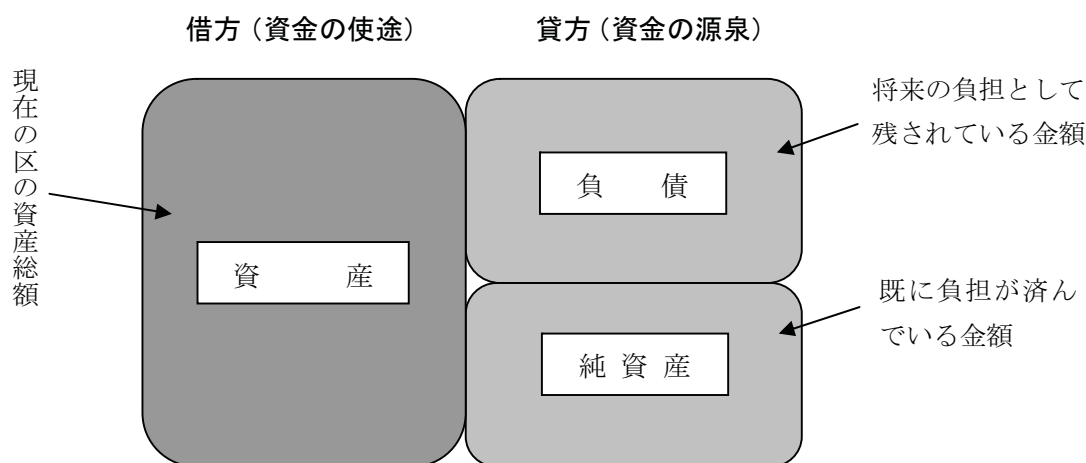 借方（資金の使途）
貸方（資金の源泉）
現在の区の資産総額
資　産
負　債
純資産
将来の負担として
残されている金額
既に負担が済ん
でいる金額